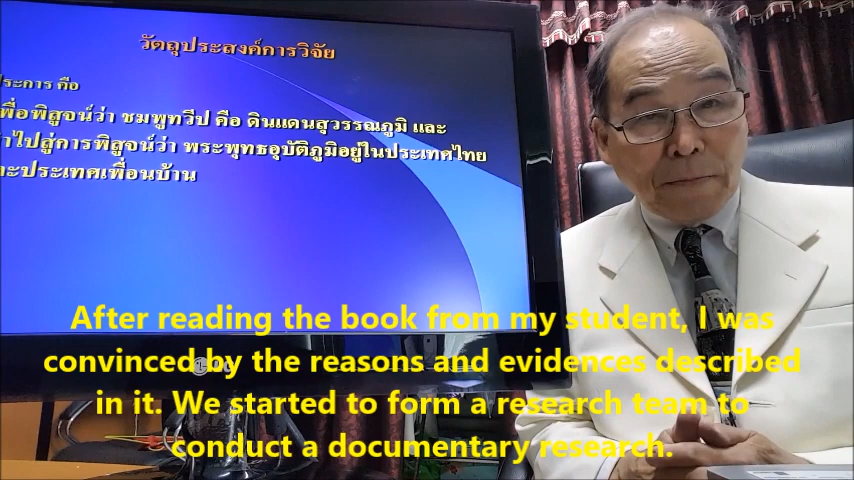 วัตถุประสงค์การวิจัย
ประการ คือ
เพื่อพิสูจน์ว่า ชมพูทวีป คือ ดินแดนสุวรรณภูมิ และ
ไปสู่การพิสูจน์ว่า พระพุทธอุบัติภูมิอยู่ในประเทศไทย
ประเทศเพื่อนบ้าน
LG
After reading the book from my student, I was
convinced by the reasons and evidences described
in it. We started to form a research team to
conduct a documentary research.